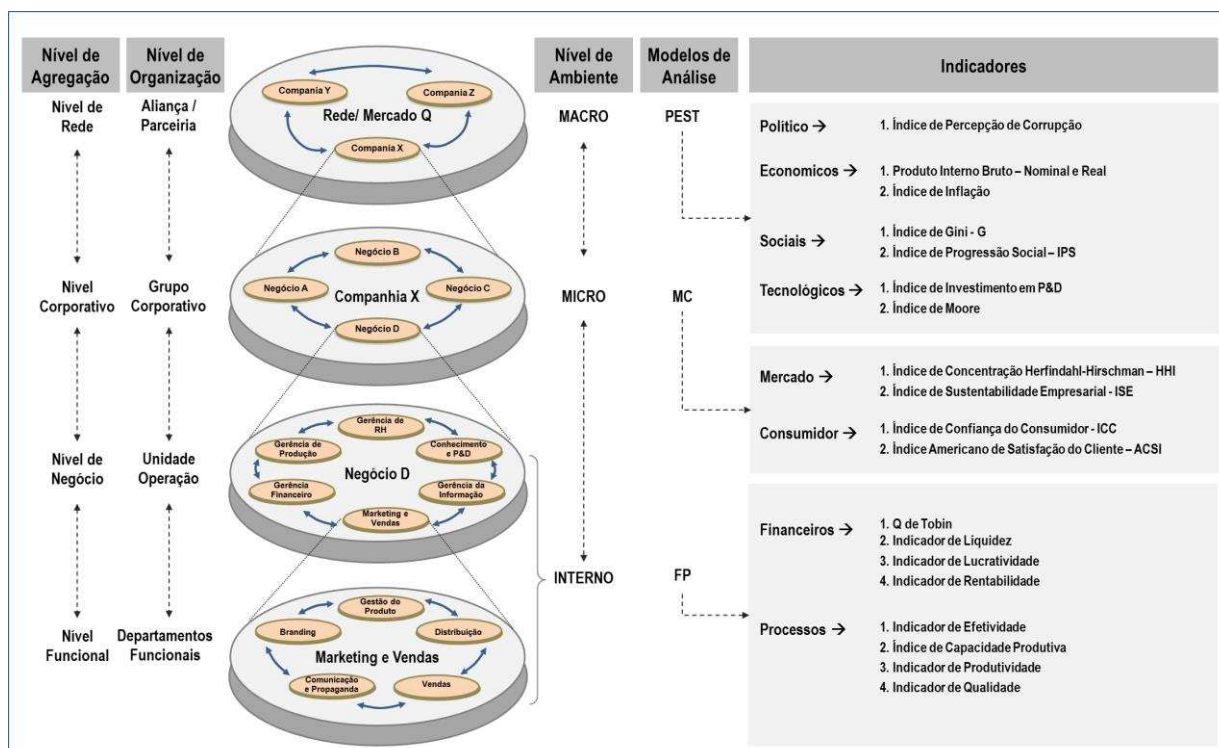 Nível de
Agregação
Nível de
Organização
Nível de
Ambiente
Modelos de
Análise
Indicadores
Nível de
Rede
Aliança /
Parceiria
Compania Y
Compania Z
Rede/ Mercado Q
Compania X
MACRO
PEST
Político →
1. Índice de Percepção de Corrupção
Economicos →
1. Produto Interno Bruto – Nominal e Real
2. Índice de Inflação
Sociais →
1. Índice de Gini - G
2. Índice de Progressão Social – IPS
Tecnológicos →
1. Índice de Investimento em P&D
2. Índice de Moore
Nivel
Corporativo
Grupo
Corporativo
Negócio B
Negócio A
Companhia X
Negócio C
Negócio D
MICRO
MC
Mercado →
1. Índice de Concentração Herfindahl-Hirschman – HHI
2. Índice de Sustentabilidade Empresarial - ISE
Consumidor →
1. Índice de Confiança do Consumidor - ICC
2. Índice Americano de Satisfação do Cliente – ACSI
Nível de
Negócio
Unidade
Operação
Gerência de
RH
Gerência de
Produção
Conhecimento
e P&D
Negócio D
Gerência
Financeiro
Gerência da
Informação
Marketing e
Vendas
INTERNO
FP
Financeiros →
1. Q de Tobin
2. Indicador de Liquidez
3. Indicador de Lucratividade
4. Indicador de Rentabilidade
Processos →
1. Indicador de Efetividade
2. Índice de Capacidade Produtiva
3. Indicador de Produtividade
4. Indicador de Qualidade
Nível
Funcional
Departamentos
Funcionais
Gestão do
Produto
Branding
Distribuição
Marketing e Vendas
Comunicação
e Propaganda
Vendas